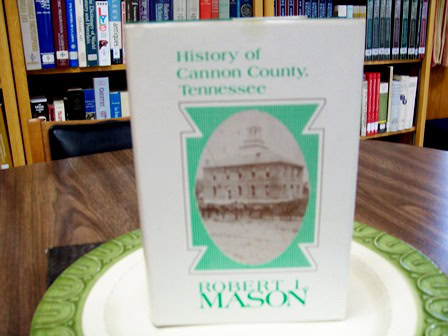 History of
Cannon County,
Tennessee
ROBERT L.
MASON